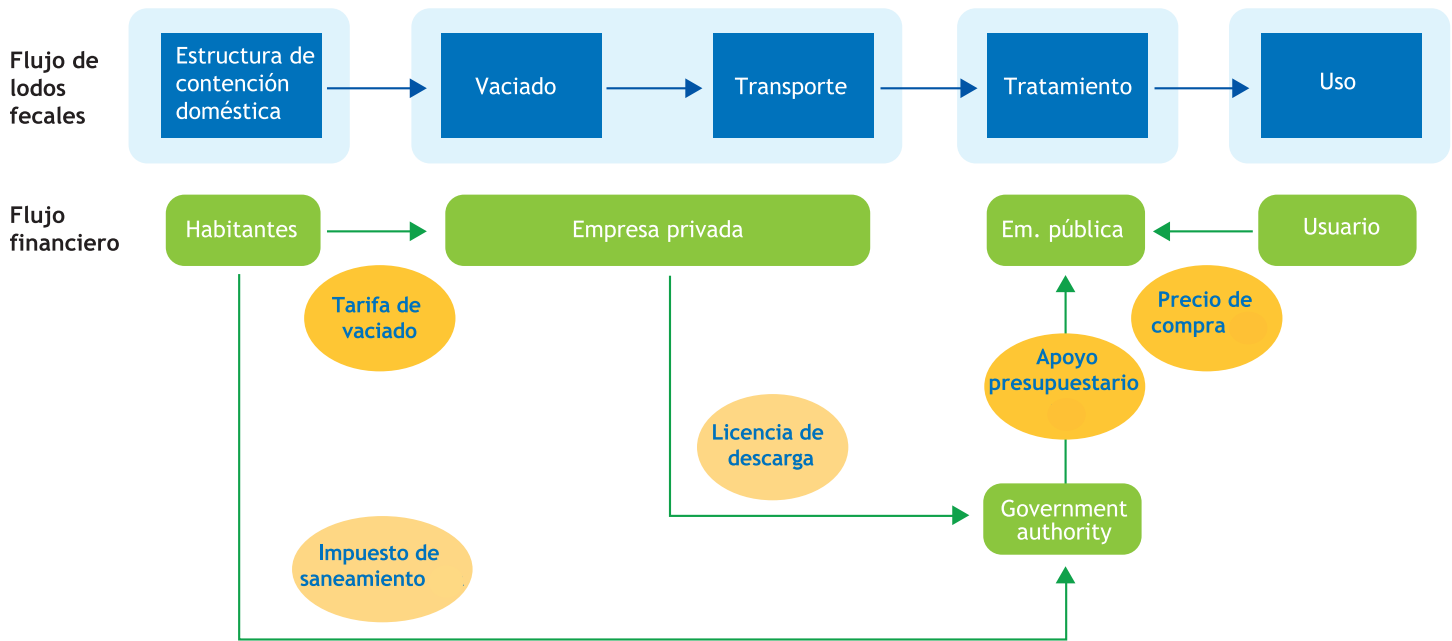 Flujo de
lodos
fecales
Estructura de
contención
doméstica
Vaciado
Transporte
Tratamiento
Uso
Flujo
financiero
Habitantes
Empresa privada
Em. pública
Usuario
Tarifa de
vaciado
Precio de
compra
Apoyo
presupuestario
Licencia de
descarga
Government
authority
Impuesto de
saneamiento